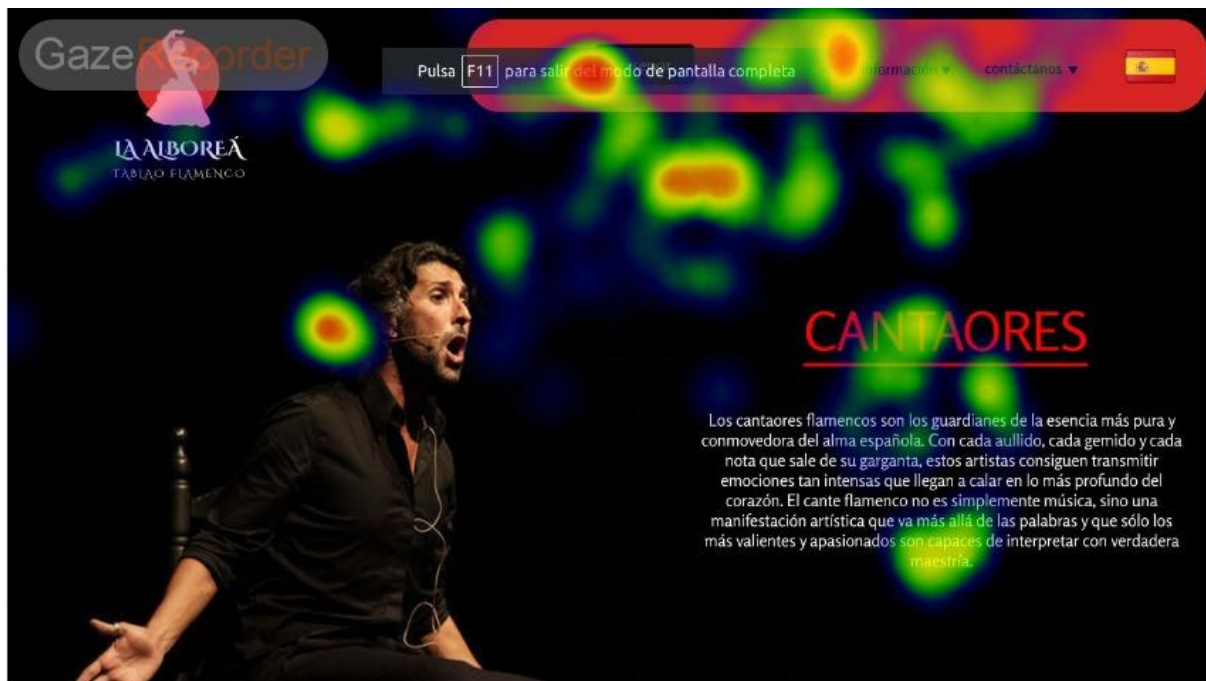 GazeRecorder
Pulsa F11 para salir del modo de pantalla completa
información ▼
contáctanos ▼
LA ALBOREÁ
TABLAO FLAMENCO
CANTAORES
Los cantaores flamencos son los guardianes de la esencia más pura y
conmovedora del alma española. Con cada aullido, cada gemido y cada
nota que sale de su garganta, estos artistas consiguen transmitir
emociones tan intensas que llegan a calar en lo más profundo del
corazón. El cante flamenco no es simplemente música, sino una
manifestación artística que va más allá de las palabras y que sólo los
más valientes y apasionados son capaces de interpretar con verdadera
maestría.